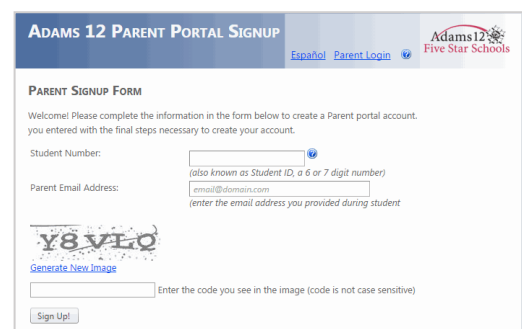 ADAMS 12 PARENT PORTAL SIGNUP
Español Parent Login
Adams12
Five Star Schools
PARENT SIGNUP FORM
Welcome! Please complete the information in the form below to create a Parent portal account.
you entered with the final steps necessary to create your account.
Student Number:
(also known as Student ID, a 6 or 7 digit number)
Parent Email Address:
email@domain.com
(enter the email address you provided during student
Y8VLQ
Generate New Image
Enter the code you see in the image (code is not case sensitive)
Sign Up!